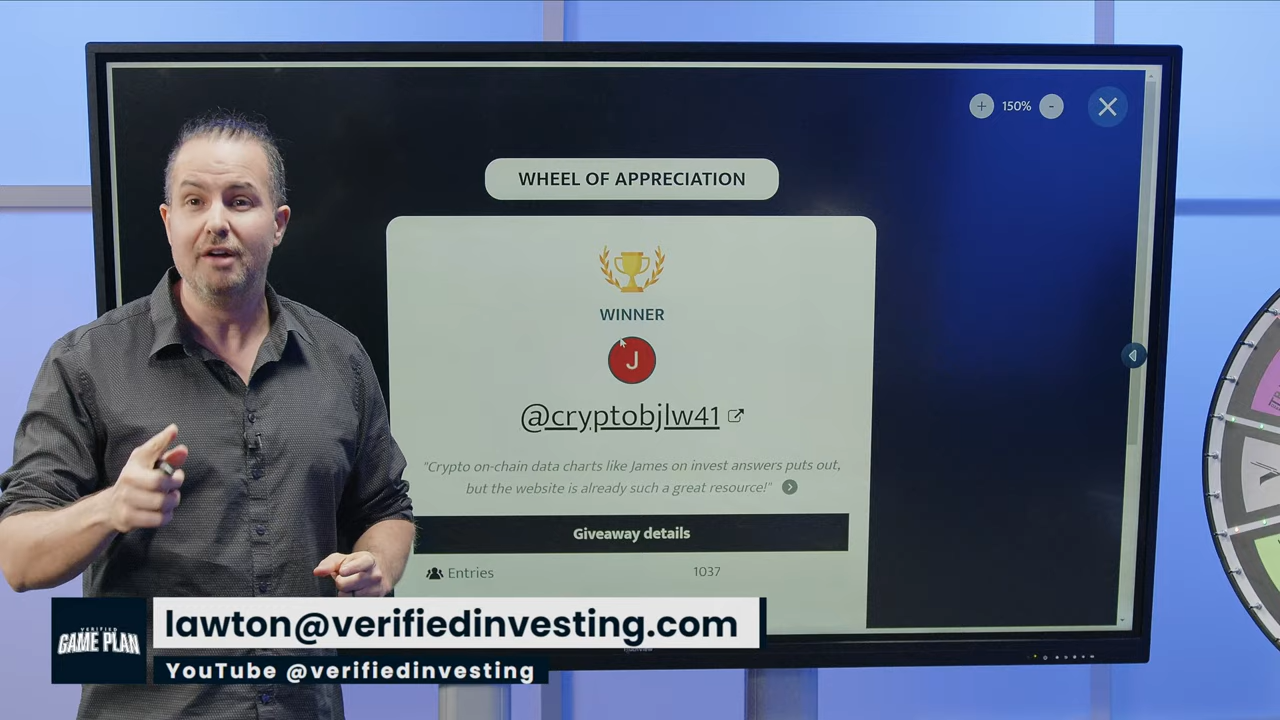 150%
WHEEL OF APPRECIATION
WINNER
J
@cryptobjlw41
"Crypto on-chain data charts like James on invest answers puts out,
but the website is already such a great resource!"
Giveaway details
Entries 1037
VERIFIED
GAME PLAN
lawton@verifiedinvesting.com
YouTube @verifiedinvesting